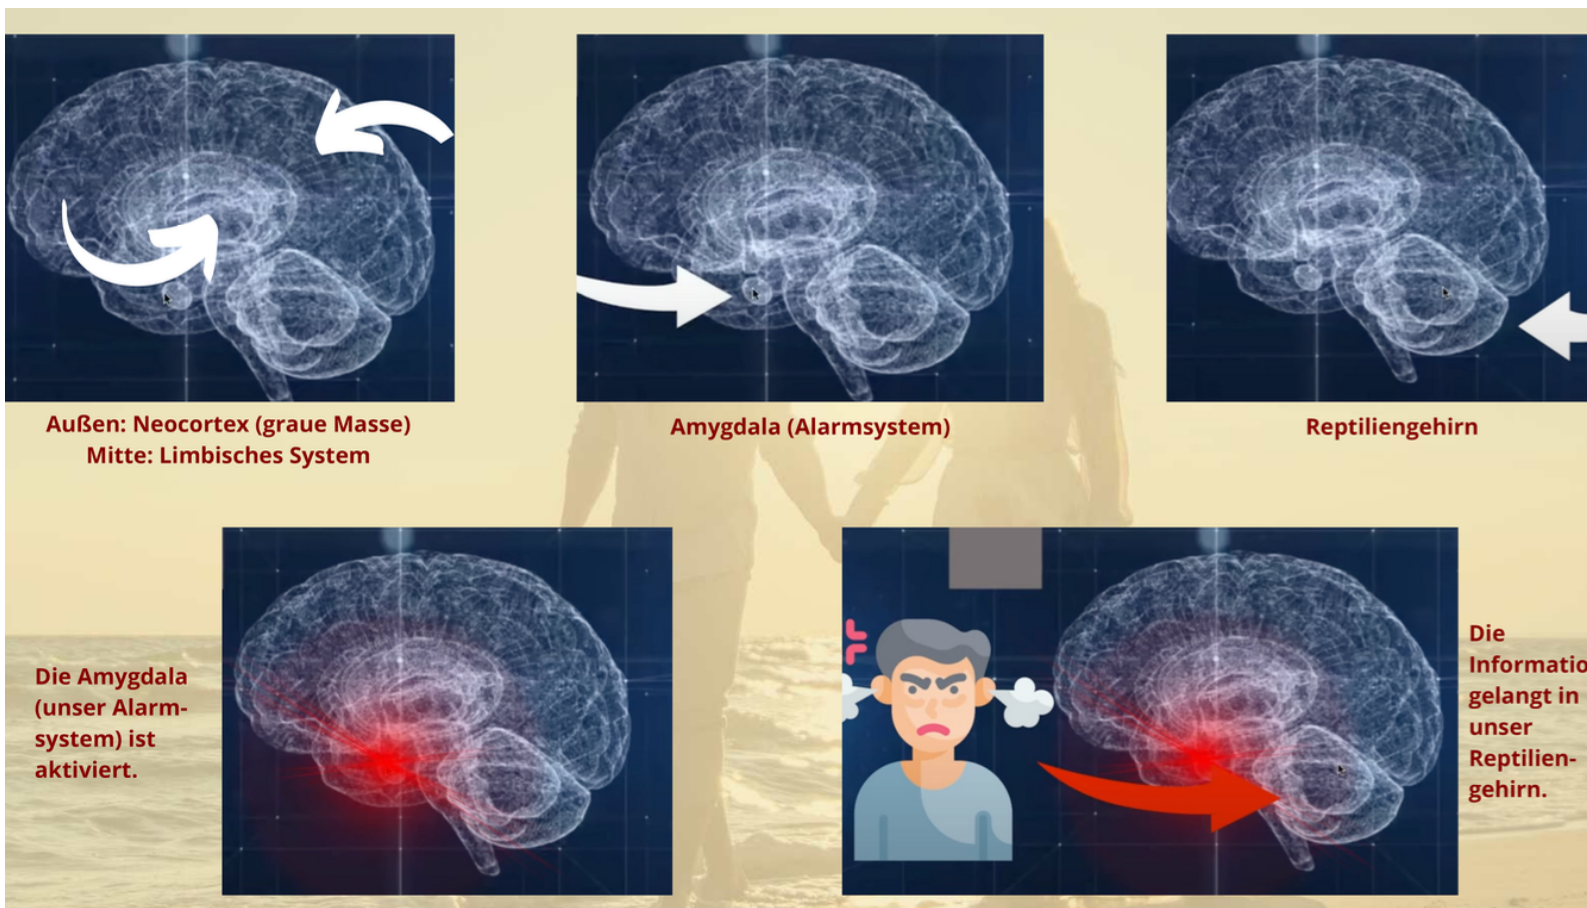 Außen: Neocortex (graue Masse)
Mitte: Limbisches System
Amygdala (Alarmsystem)
Reptiliengehirn
Die Amygdala
(unser Alarm-
system) ist
aktiviert.
Die
Informatio
gelangt in
unser
Reptilien-
gehirn.